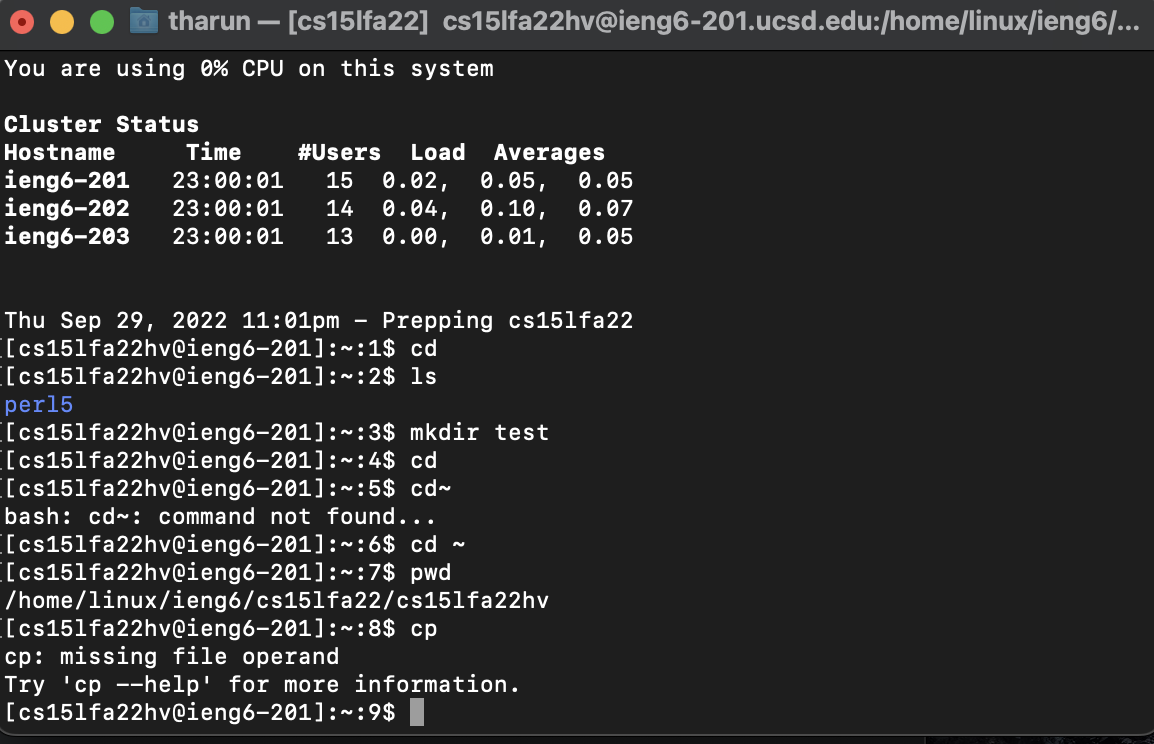 tharun — [cs15lfa22] cs15lfa22hv@ieng6-201.ucsd.edu:/home/linux/ieng6/...
You are using 0% CPU on this system
Cluster Status
Hostname Time #Users Load Averages
ieng6-201 23:00:01 15 0.02, 0.05, 0.05
ieng6-202 23:00:01 14 0.04, 0.10, 0.07
ieng6-203 23:00:01 13 0.00, 0.01, 0.05
Thu Sep 29, 2022 11:01pm - Prepping cs15lfa22
[cs15lfa22hv@ieng6-201]:~:1$ cd
[cs15lfa22hv@ieng6-201]:~:2$ ls
perl5
[cs15lfa22hv@ieng6-201]:~:3$ mkdir test
[cs15lfa22hv@ieng6-201]:~:4$ cd
[cs15lfa22hv@ieng6-201]:~:5$ cd~
bash: cd~: command not found...
[cs15lfa22hv@ieng6-201]:~:6$ cd ~
[cs15lfa22hv@ieng6-201]:~:7$ pwd
/home/linux/ieng6/cs15lfa22/cs15lfa22hv
[cs15lfa22hv@ieng6-201]:~:8$ cp
cp: missing file operand
Try 'cp --help' for more information.
[cs15lfa22hv@ieng6-201]:~:9$